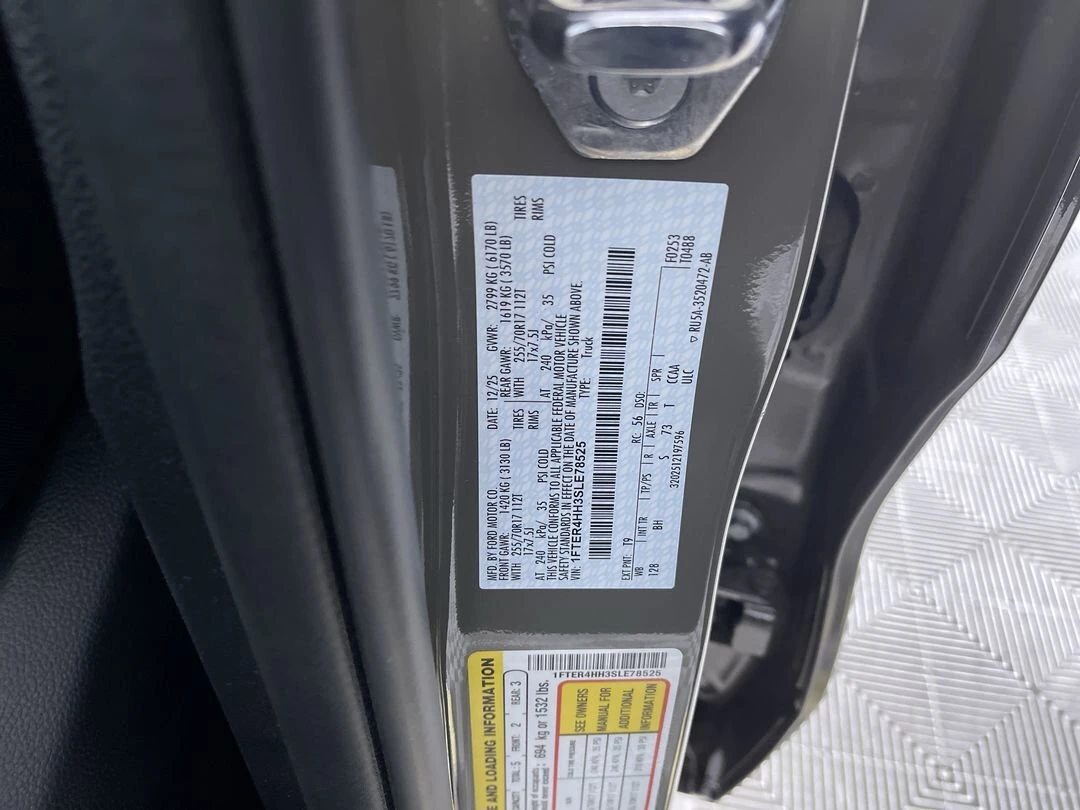 MFD. BY FORD MOTOR CO. DATE: 12/25 GVWR: 2799 KG ( 6170 LB)
FRONT GAWR: 1420 KG ( 3130 LB) REAR GAWR: 1619 KG ( 3570 LB)
WITH 255/70R17 112T TIRES WITH 255/70R17 112T TIRES
17x7.5J RIMS 17x7.5J RIMS
AT 240 kPa/ 35 PSI COLD AT 240 kPa/ 35 PSI COLD
THIS VEHICLE CONFORMS TO ALL APPLICABLE FEDERAL MOTOR VEHICLE
SAFETY STANDARDS IN EFFECT ON THE DATE OF MANUFACTURE SHOWN ABOVE.
VIN: 1FTER4HH3SLE78525 TYPE: Truck
F0253
T04BB
EXT PNT: T9 RC: 56 DSO:
WB INT TR TP/PS R AXLE TR SPR
128 BH S 73 T CCAA
ULC
3202512197596
▽ RU5A-3520472-AB
1FTER4HH3SLE78525
AND LOADING INFORMATION
TOTAL: 5 FRONT: 2 REAR: 3
694 kg or 1532 lbs.
COLD TIRE PRESSURE
SEE OWNERS
MANUAL FOR
ADDITIONAL
INFORMATION